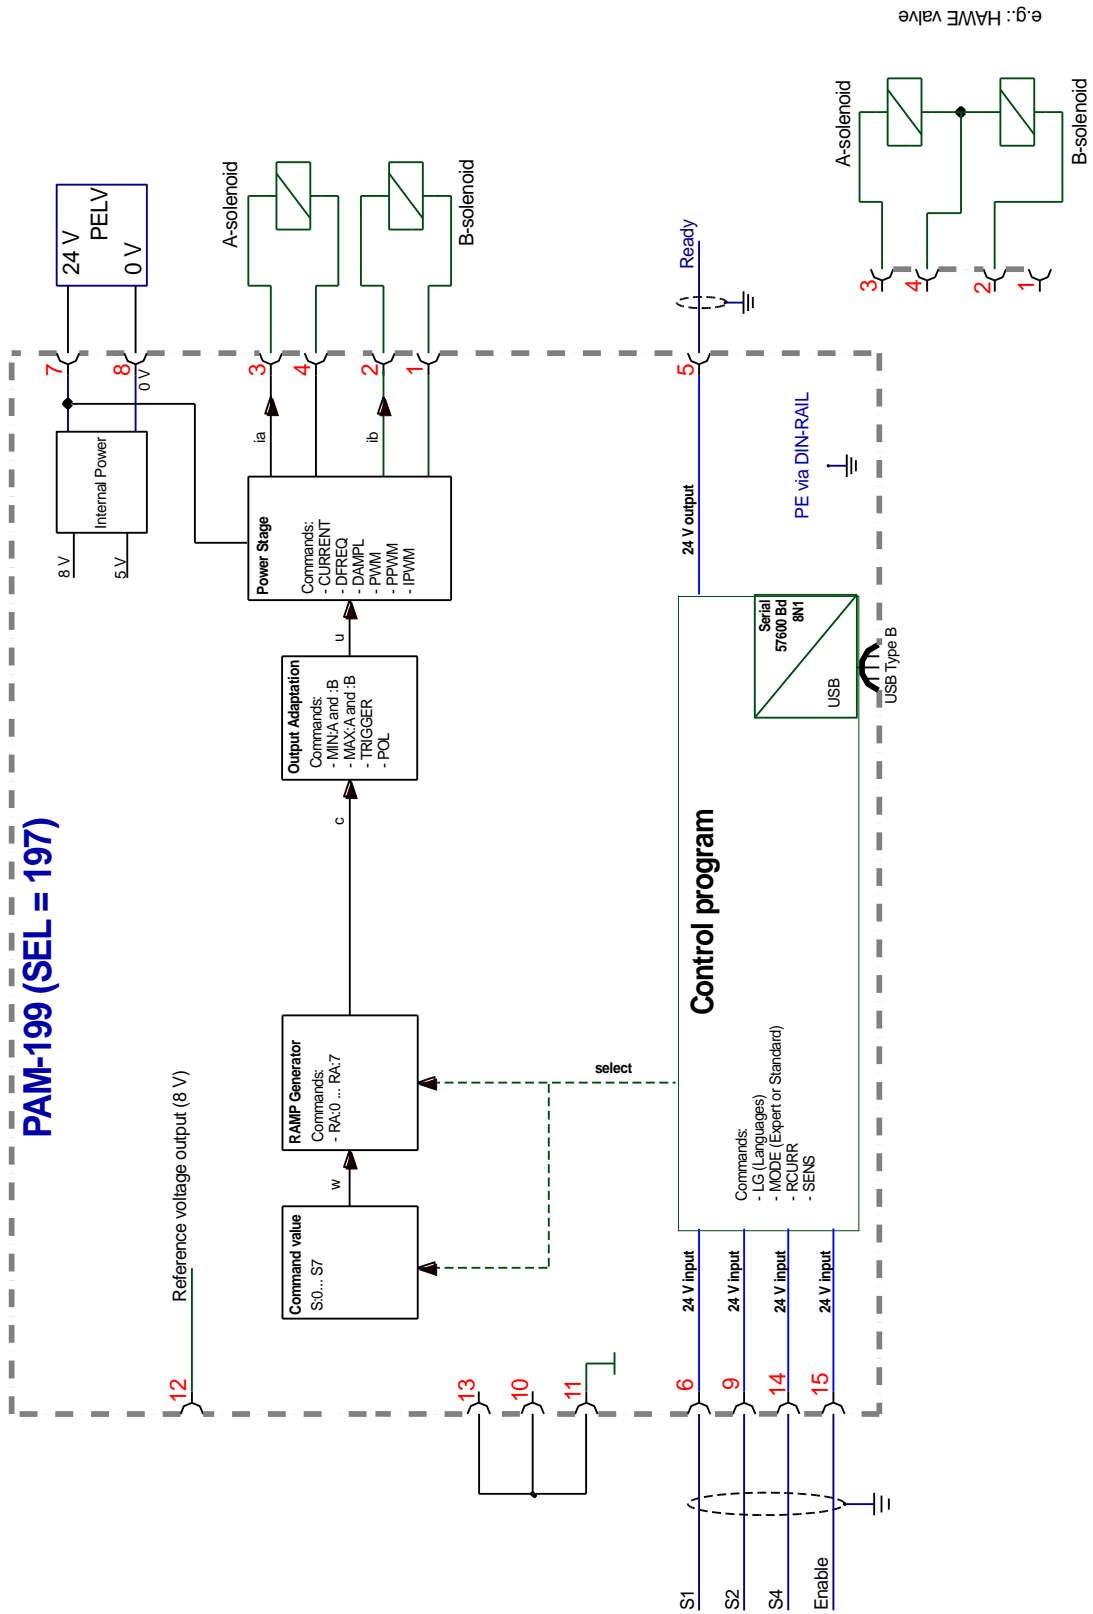 PAM-199 (SEL = 197)
12
Reference voltage output (8 V)
8 V
5 V
Internal Power
7
8
0 V
24 V
PELV
0 V
Command value
S:0... S7
w
RAMP Generator
Commands:
- RA:0 ... RA:7
c
Output Adaptation
Commands:
- MIN:A and :B
- MAX:A and :B
- TRIGGER
- POL
u
Power Stage
Commands:
- CURRENT
- DFREQ
- DAMPL
- PWM
- PPWM
- IPWM
ia
ib
3
4
2
1
A-solenoid
B-solenoid
13
10
11
select
S1
S2
S4
Enable
6
9
14
15
24 V input
24 V input
24 V input
24 V input
Control program
Commands:
- LG (Languages)
- MODE (Expert or Standard)
- RCURR
- SENS
Serial
57600 Bd
8N1
USB
USB Type B
24 V output
5
Ready
PE via DIN-RAIL
3
4
2
1
A-solenoid
B-solenoid
e.g.: HAWE valve